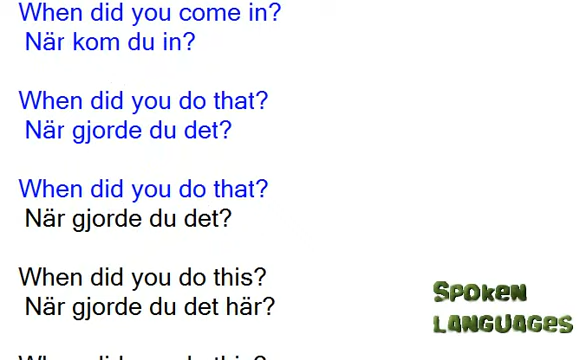 When did you come in?
När kom du in?
When did you do that?
När gjorde du det?
When did you do that?
När gjorde du det?
When did you do this?
När gjorde du det här?
Spoken
Languages